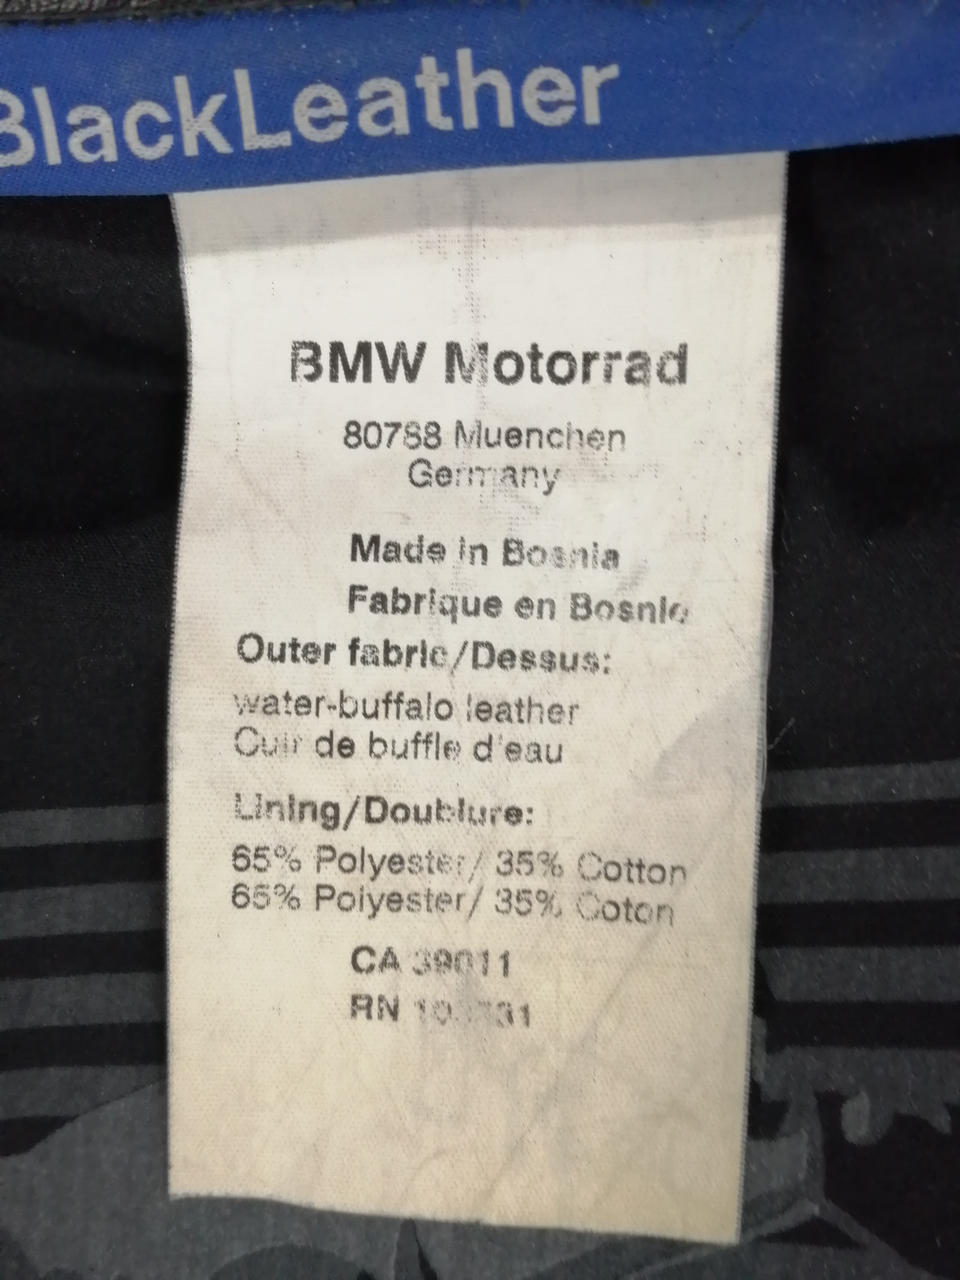 BlackLeather
BMW Motorrad
80788 Muenchen
Germany
Made in Bosnia
Fabrique en Bosnie
Outer fabric/Dessus:
water-buffalo leather
Cuir de buffle d'eau
Lining/Doublure:
65% Polyester/ 35% Cotton
65% Polyester/ 35% Coton
CA 39011
RN